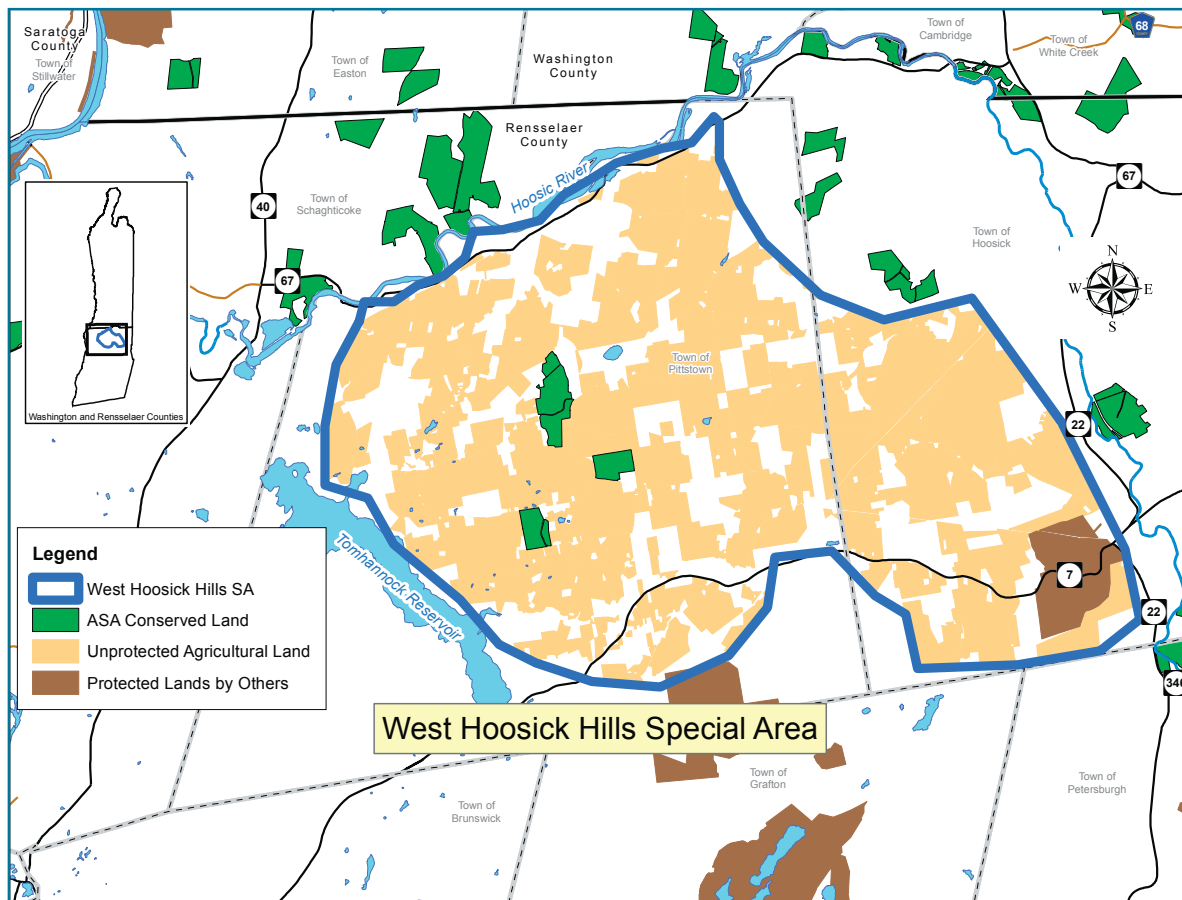 Saratoga
County
Town of
Stillwater
Town of
Easton
Washington
County
Town of
Cambridge
68
Town of
White Creek
Rensselaer
County
Hoosic River
Town of
Schaghticoke
40
67
67
Town of
Hoosick
N
W
E
S
Washington and Rensselaer Counties
Town of
Pittstown
22
Legend
West Hoosick Hills SA
ASA Conserved Land
Unprotected Agricultural Land
Protected Lands by Others
Tomhannock Reservoir
7
22
346
West Hoosick Hills Special Area
Town of
Grafton
Town of
Petersburgh
Town of
Brunswick